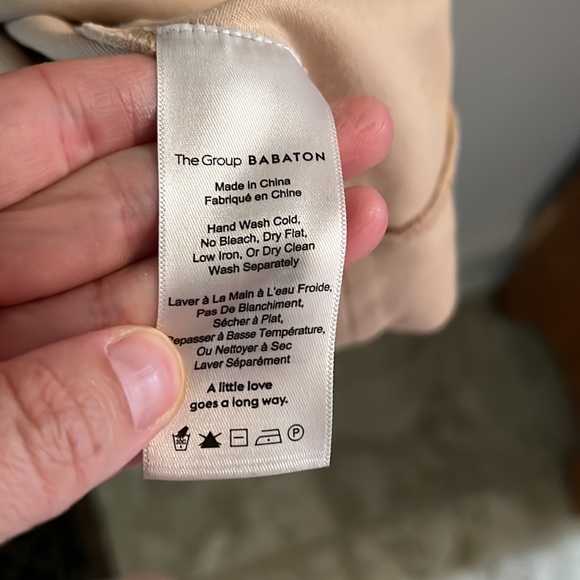 The Group BABATON
Made in China
Fabriqué en Chine
Hand Wash Cold,
No Bleach, Dry Flat,
Low Iron, Or Dry Clean
Wash Separately
Laver à La Main à L'eau Froide,
Pas De Blanchiment,
Sécher à Plat,
Repasser à Basse Température,
Ou Nettoyer à Sec
Laver Séparément
A little love
goes a long way.
P